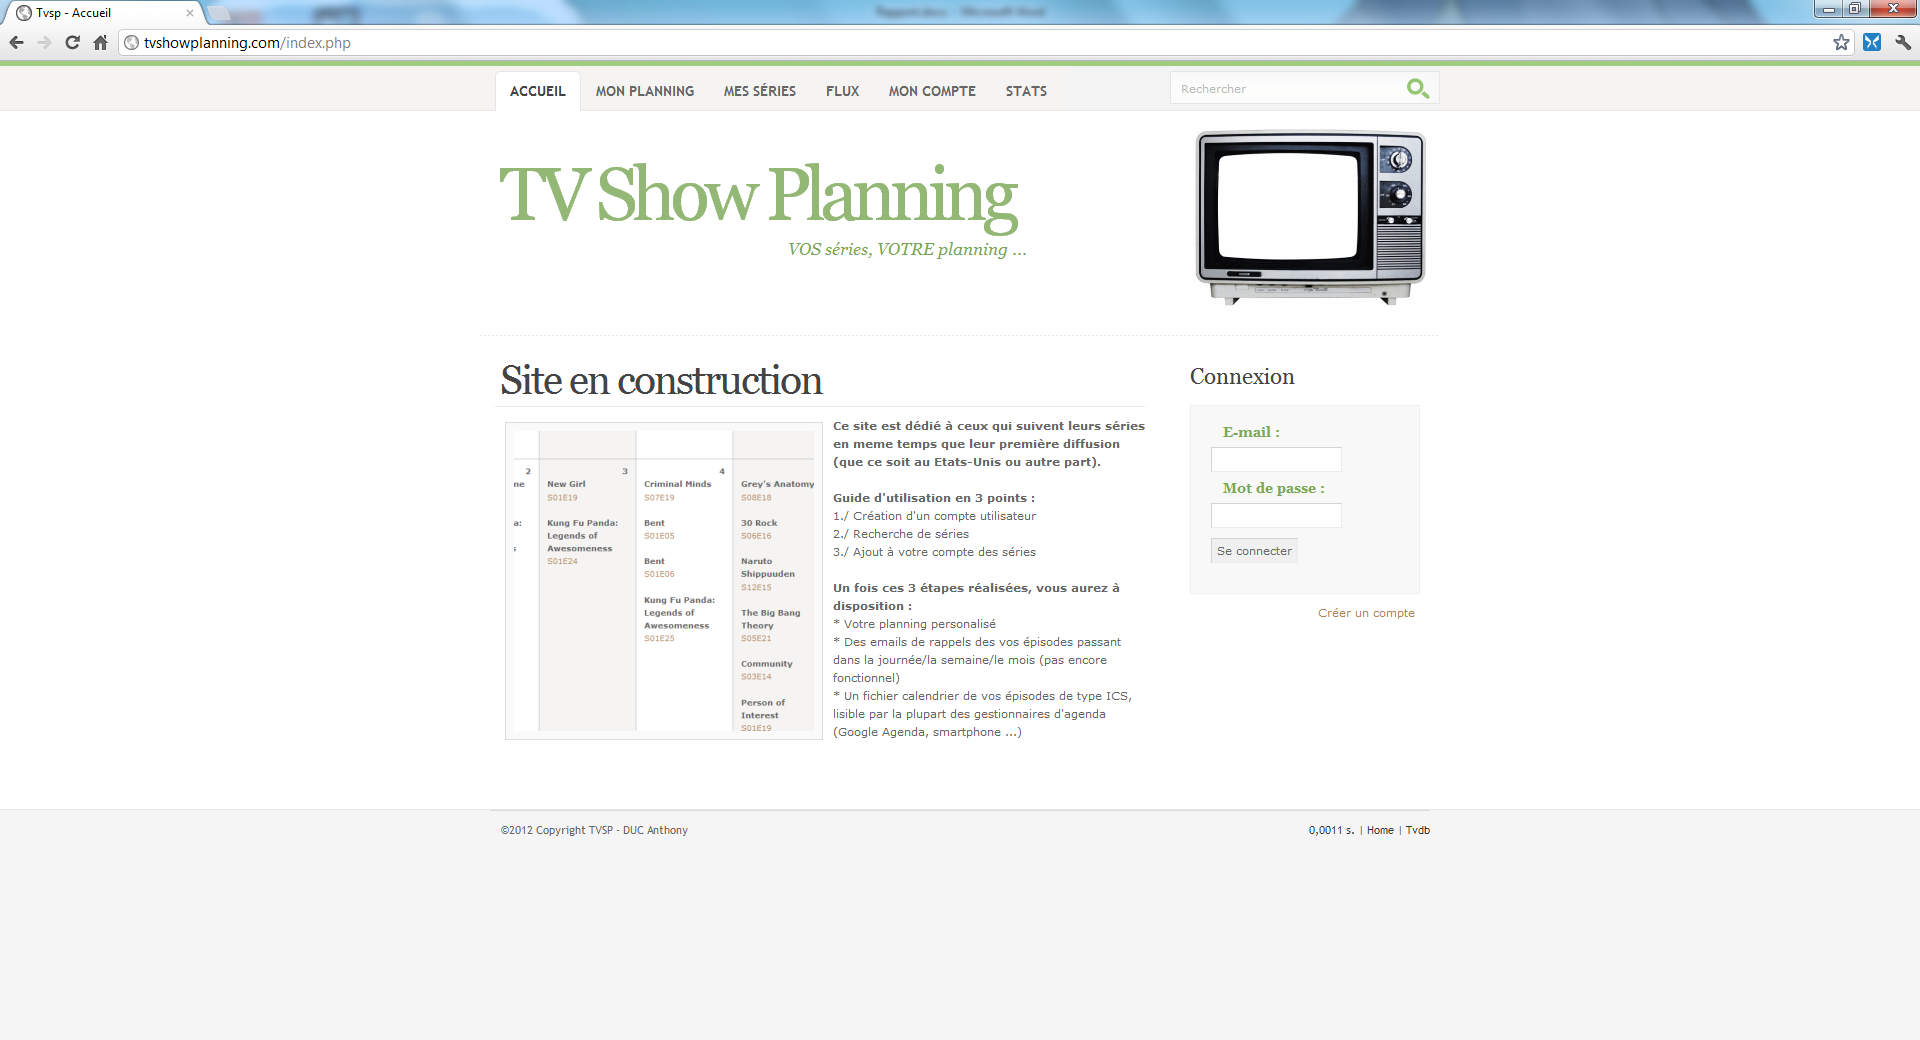 Tvsp - Accueil
tvshowplanning.com/index.php
ACCUEIL MON PLANNING MES SÉRIES FLUX MON COMPTE STATS
Rechercher
TV Show Planning
VOS séries, VOTRE planning ...
Site en construction
2
ne
a:
s
3
New Girl
S01E19
Kung Fu Panda:
Legends of
Awesomeness
S01E24
4
Criminal Minds
S07E19
Bent
S01E05
Bent
S01E06
Kung Fu Panda:
Legends of
Awesomeness
S01E25
Grey's Anatomy
S08E18
30 Rock
S06E16
Naruto
Shippuuden
S12E15
The Big Bang
Theory
S05E21
Community
S03E14
Person of
Interest
S01E19
Ce site est dédié à ceux qui suivent leurs séries
en meme temps que leur première diffusion
(que ce soit au Etats-Unis ou autre part).
Guide d'utilisation en 3 points :
1./ Création d'un compte utilisateur
2./ Recherche de séries
3./ Ajout à votre compte des séries
Un fois ces 3 étapes réalisées, vous aurez à
disposition :
* Votre planning personalisé
* Des emails de rappels des vos épisodes passant
dans la journée/la semaine/le mois (pas encore
fonctionnel)
* Un fichier calendrier de vos épisodes de type ICS,
lisible par la plupart des gestionnaires d'agenda
(Google Agenda, smartphone ...)
Connexion
E-mail :
Mot de passe :
Se connecter
Créer un compte
©2012 Copyright TVSP - DUC Anthony
0,0011 s. | Home | Tvdb